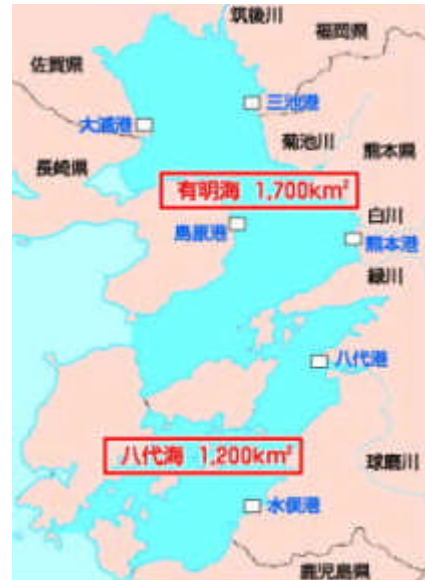 筑後川
福岡県
佐賀県
三池港
大浦港
菊池川
熊本県
長崎県
有明海 1,700km²
白川
島原港
熊本港
緑川
八代港
八代海 1,200km²
球磨川
水俣港
鹿児島県